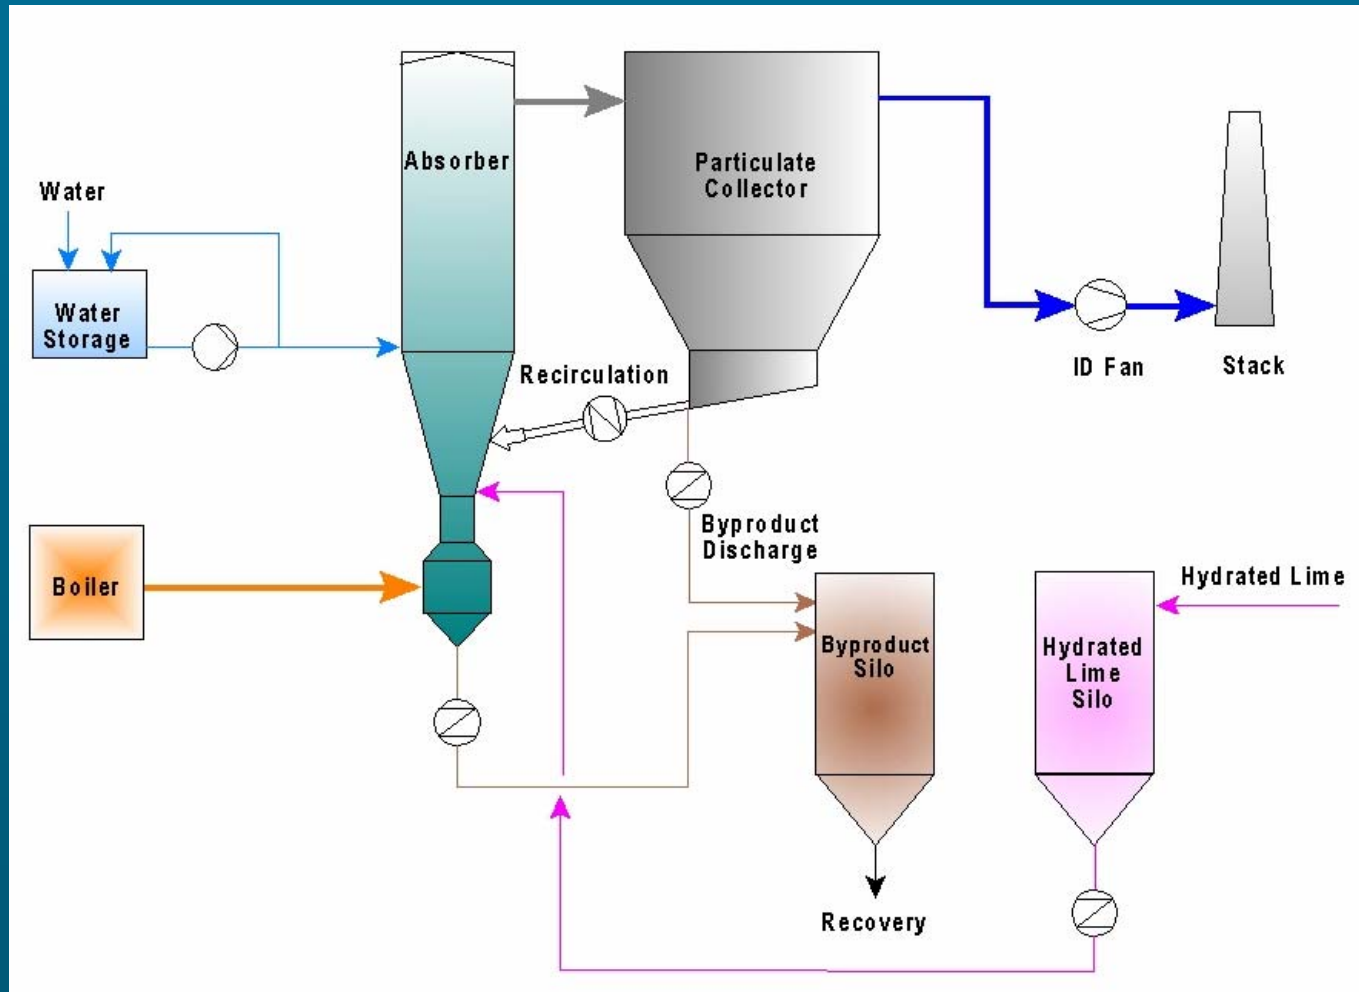 Absorber
Particulate
Collector
Water
Water
Storage
Recirculation
ID Fan
Stack
Byproduct
Discharge
Boiler
Hydrated Lime
Byproduct
Silo
Hydrated
Lime
Silo
Recovery